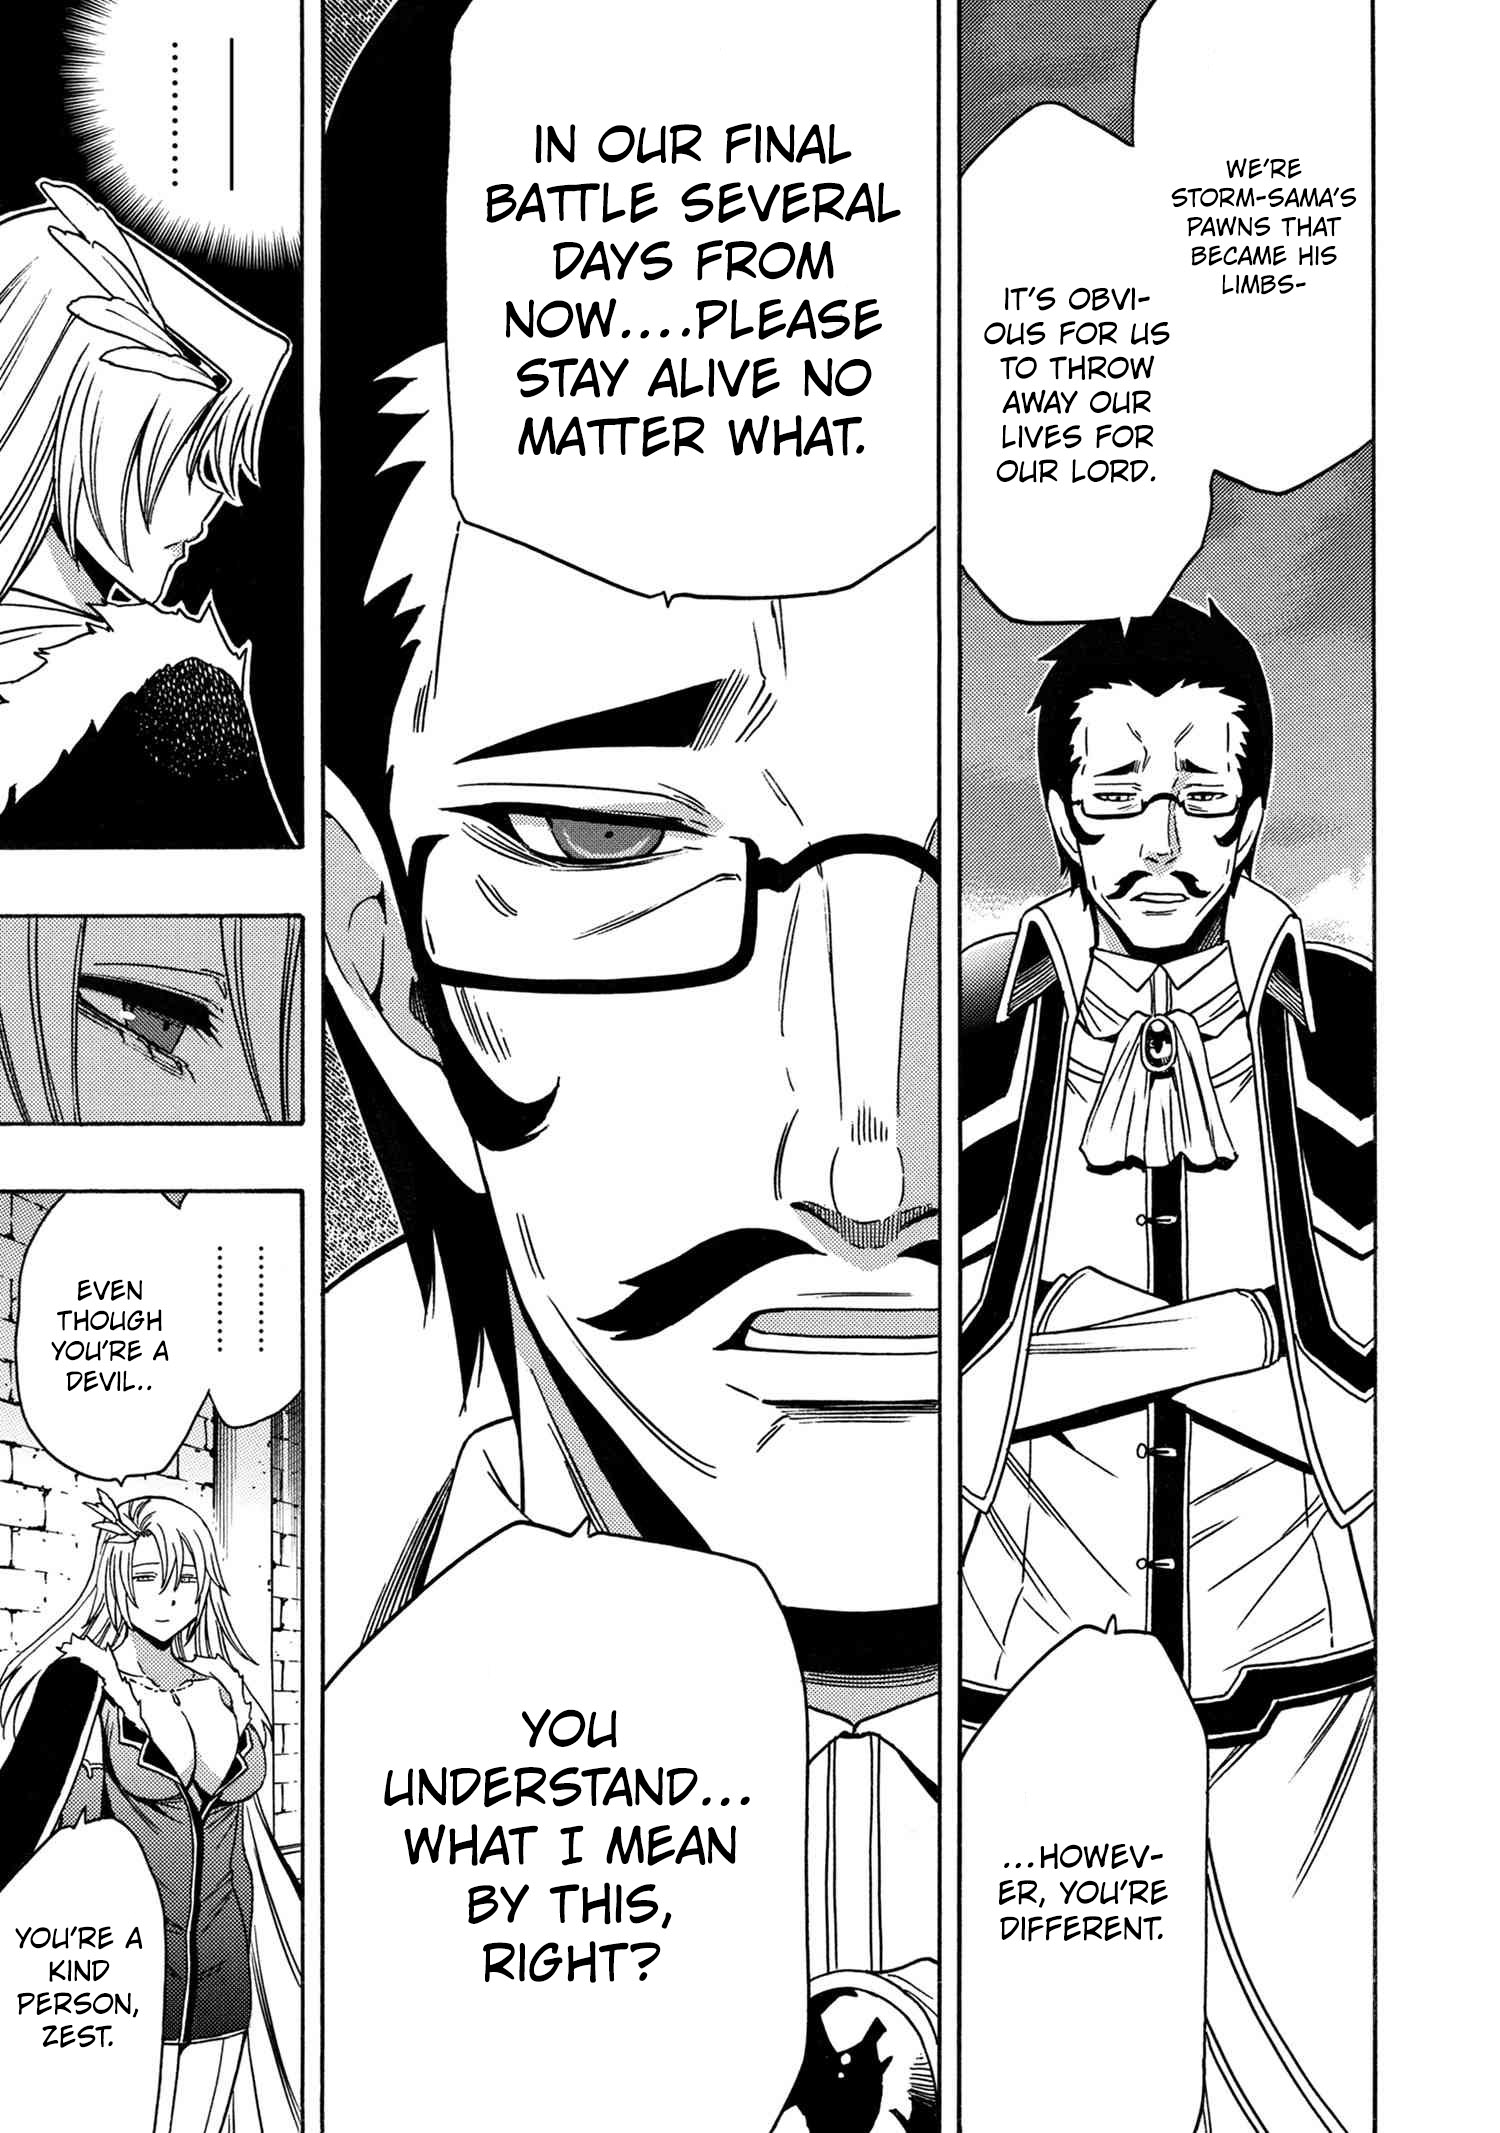 WE'RE
STORM-SAMA'S
PAWNS THAT
BECAME HIS
LIMBS-
IT'S OBVI-
OUS FOR US
TO THROW
AWAY OUR
LIVES FOR
OUR LORD.
...HOWEV-
ER, YOU'RE
DIFFERENT.
IN OUR FINAL
BATTLE SEVERAL
DAYS FROM
NOW....PLEASE
STAY ALIVE NO
MATTER WHAT.
YOU
UNDERSTAND...
WHAT I MEAN
BY THIS,
RIGHT?
EVEN
THOUGH
YOU'RE A
DEVIL..
YOU'RE A
KIND
PERSON,
ZEST.